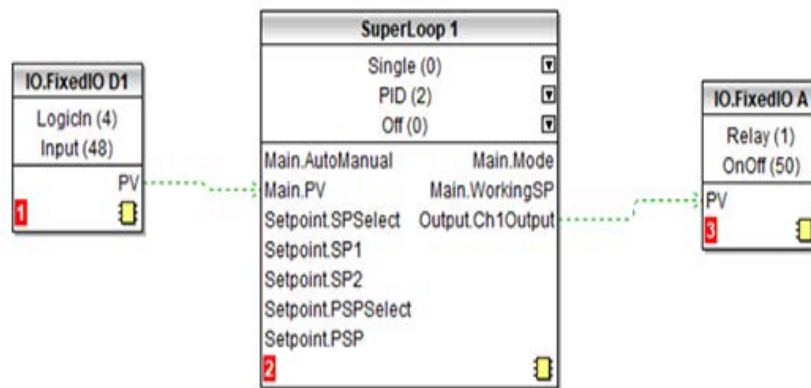 IO.FixedIO D1
LogicIn (4)
Input (48)
PV
1
SuperLoop 1
Single (0)
PID (2)
Off (0)
Main.AutoManual Main.Mode
Main.PV Main.WorkingSP
Setpoint.SPSelect Output.Ch1Output
Setpoint.SP1
Setpoint.SP2
Setpoint.PSPSelect
Setpoint.PSP
2
IO.FixedIO A
Relay (1)
OnOff (50)
PV
3